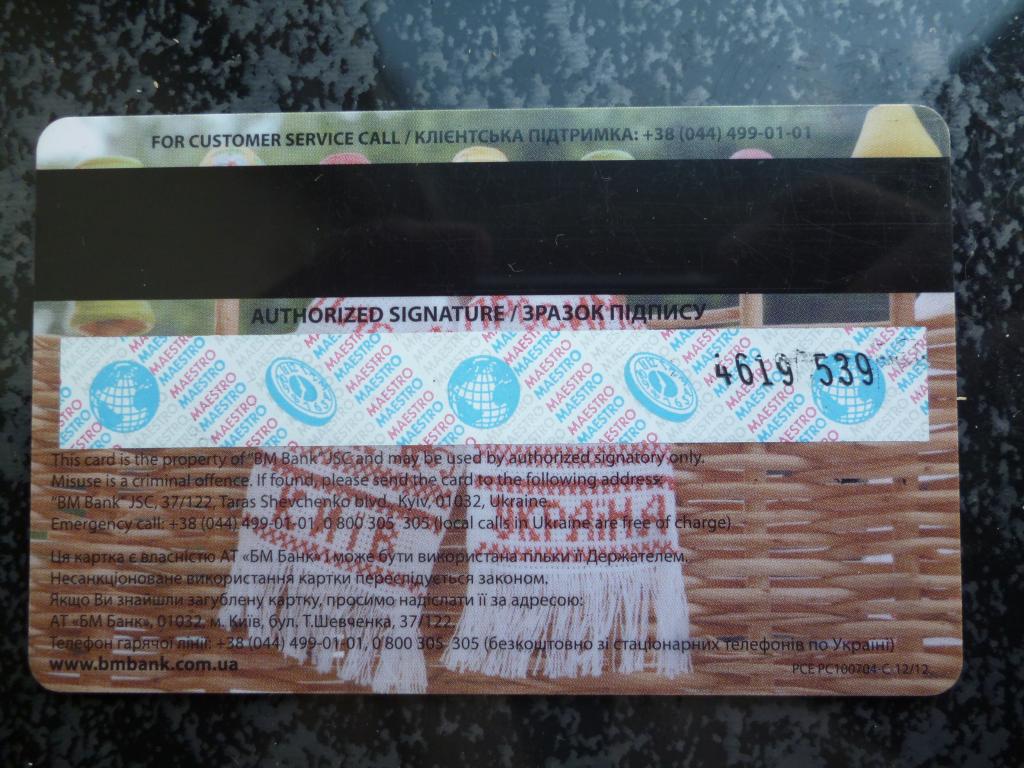 FOR CUSTOMER SERVICE CALL / КЛІЄНТСЬКА ПІДТРИМКА: +38 (044) 499-01-01
AUTHORIZED SIGNATURE / ЗРАЗОК ПІДПИСУ
MAESTRO MAESTRO MAESTRO MAESTRO
4619 539
This card is the property of "BM Bank" JSC and may be used by authorized signatory only.
Misuse is a criminal offence. If found, please send the card to the following address:
"BM Bank" JSC, 37/122, Taras Shevchenko blvd., Kyiv, 01032, Ukraine.
Emergency call: +38 (044) 499-01-01, 0 800 305 305 (local calls in Ukraine are free of charge)
Ця картка є власністю АТ «БМ Банк» і може бути використана тільки її Держателем.
Несанкціоноване використання картки переслідується законом.
Якщо Ви знайшли загублену картку, просимо надіслати її за адресою:
АТ «БМ Банк», 01032, м. Київ, бул. Т.Шевченка, 37/122.
Телефон гарячої лінії: +38 (044) 499-01-01, 0 800 305 305 (безкоштовно зі стаціонарних телефонів по Україні)
www.bmbank.com.ua
PCE PC100704-C 12/12